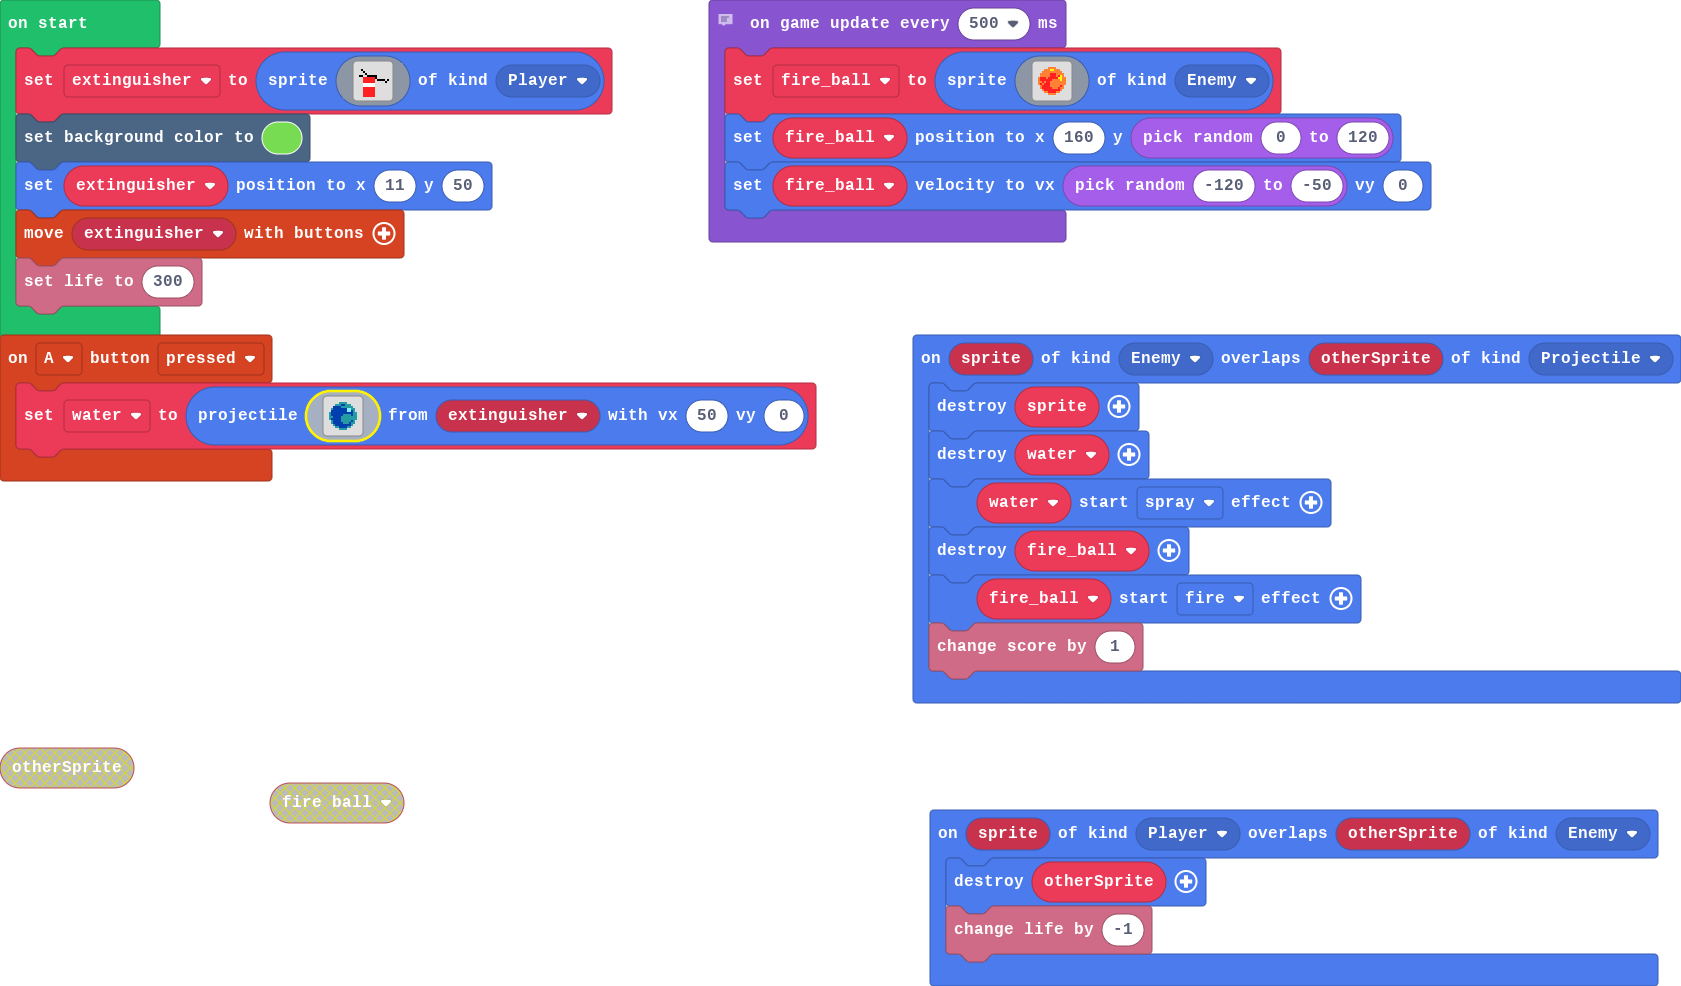 on start
set extinguisher to sprite of kind Player
set background color to
set extinguisher position to x 11 y 50
move extinguisher with buttons
set life to 300
on game update every 500 ms
set fire_ball to sprite of kind Enemy
set fire_ball position to x 160 y pick random 0 to 120
set fire_ball velocity to vx pick random -120 to -50 vy 0
on A button pressed
set water to projectile from extinguisher with vx 50 vy 0
on sprite of kind Enemy overlaps otherSprite of kind Projectile
destroy sprite
destroy water
water start spray effect
destroy fire_ball
fire_ball start fire effect
change score by 1
otherSprite
fire ball
on sprite of kind Player overlaps otherSprite of kind Enemy
destroy otherSprite
change life by -1